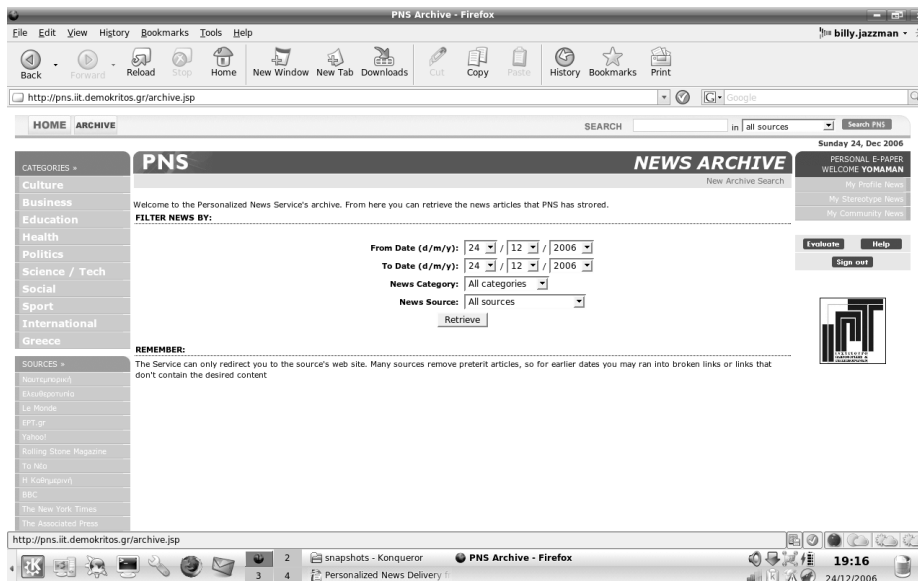 PNS Archive - Firefox
File Edit View History Bookmarks Tools Help
billy.jazzman
Back Forward Reload Stop Home New Window New Tab Downloads Cut Copy Paste History Bookmarks Print
http://pns.iit.demokritos.gr/archive.jsp
G Google
HOME ARCHIVE
SEARCH in all sources Search PNS
Sunday 24, Dec 2006
CATEGORIES »
Culture
Business
Education
Health
Politics
Science / Tech
Social
Sport
International
Greece
SOURCES »
Ναυτεμπορική
Ελευθεροτυπία
Le Monde
ΕΡΤ.gr
Yahoo!
Rolling Stone Magazine
Το Νέο
Η Καθημερινή
BBC
The New York Times
The Associated Press
PNS NEWS ARCHIVE
New Archive Search
Welcome to the Personalized News Service's archive. From here you can retrieve the news articles that PNS has strored.
FILTER NEWS BY:
From Date (d/m/y): 24 / 12 / 2006
To Date (d/m/y): 24 / 12 / 2006
News Category: All categories
News Source: All sources
Retrieve
REMEMBER:
The Service can only redirect you to the source's web site. Many sources remove preterit articles, so for earlier dates you may ran into broken links or links that
don't contain the desired content
PERSONAL E-PAPER
WELCOME YOMAMAN
My Profile News
My Stereotype News
My Community News
Evaluate Help
Sign out
http://pns.iit.demokritos.gr/archive.jsp
2
3 4
snapshots - Konqueror
PNS Archive - Firefox
Personalized News Delivery
19:16
24/12/2006